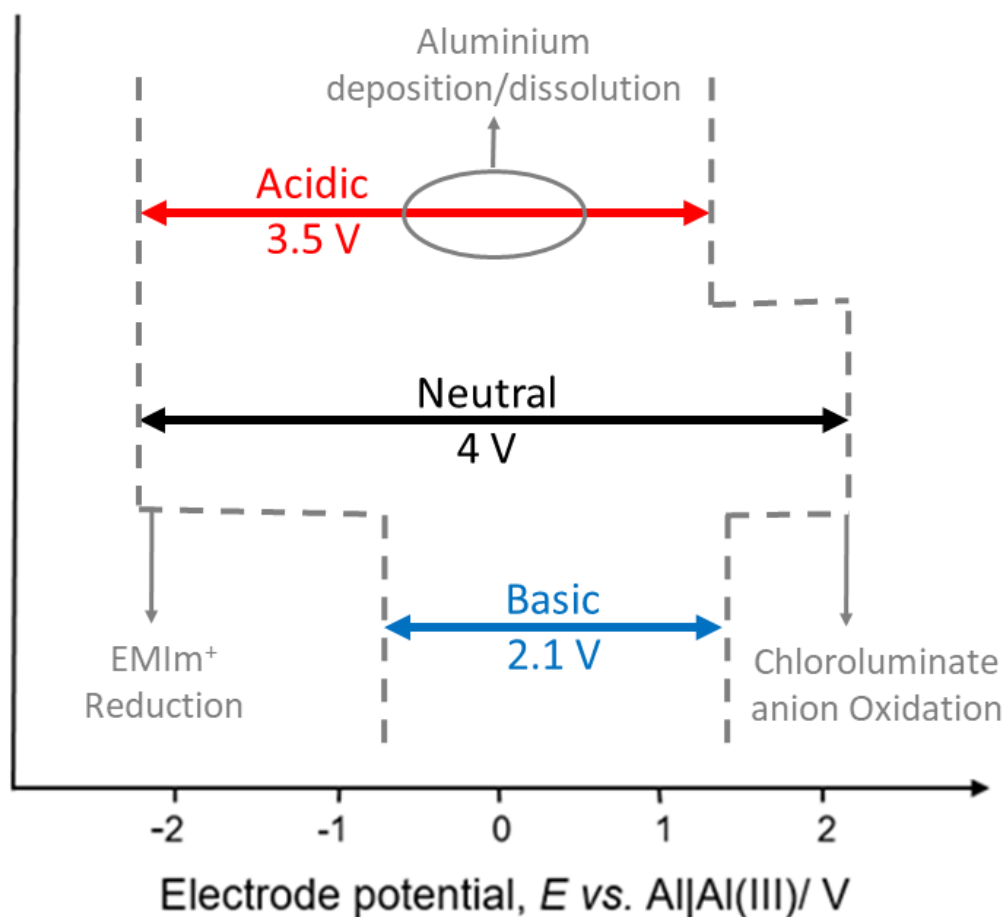 Aluminium
deposition/dissolution
Acidic
3.5 V
Neutral
4 V
Basic
2.1 V
EMIm⁺
Reduction
Chloroluminate
anion Oxidation
-2 -1 0 1 2
Electrode potential, E vs. Al|Al(III)/ V